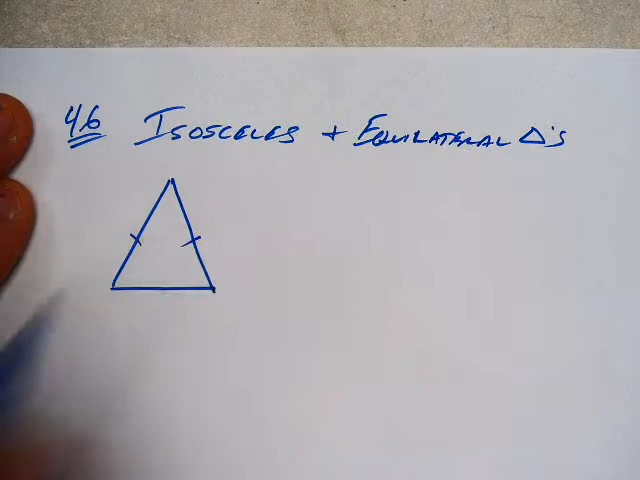 4.6 ISOSCELES + EQUILATERAL Δ's